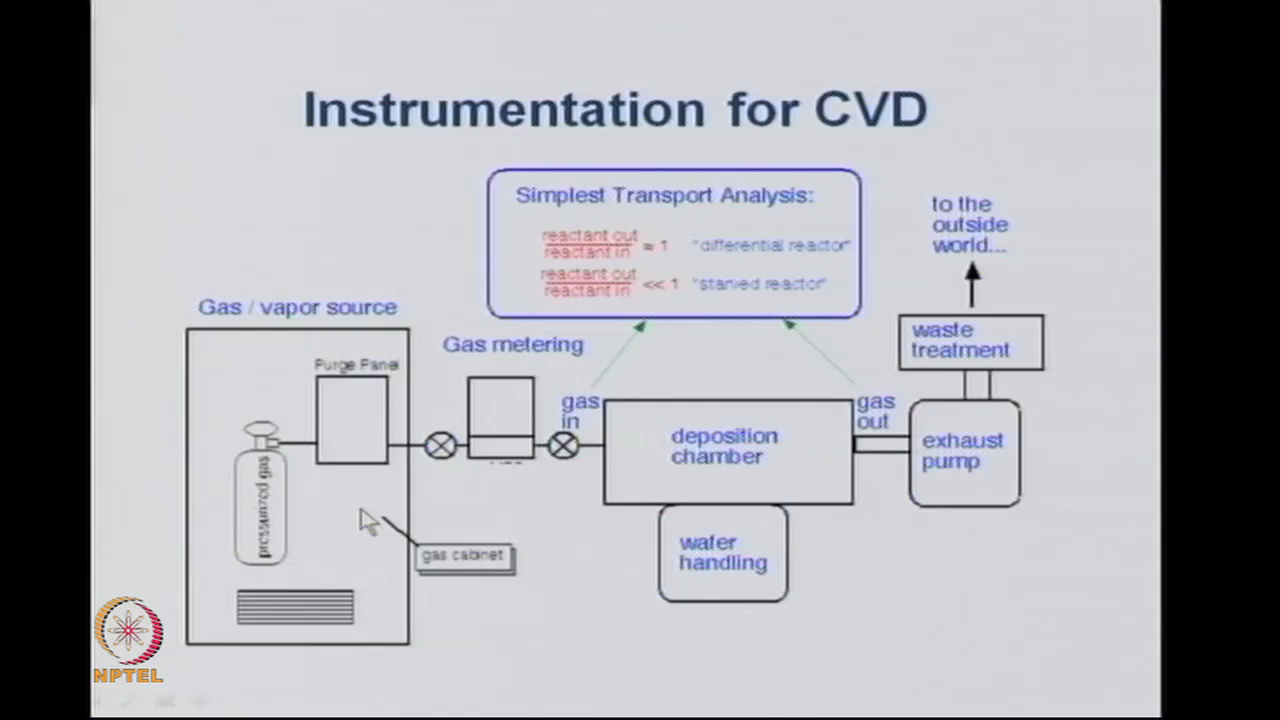 Instrumentation for CVD
Simplest Transport Analysis:
reactant out
reactant in
≈ 1
"differential reactor"
reactant out
reactant in
<< 1
"starved reactor"
to the
outside
world...
Gas / vapor source
Gas metering
waste
treatment
Purge Panel
gas
in
gas
out
deposition
chamber
exhaust
pump
pressurized gas
gas cabinet
wafer
handling
NPTEL